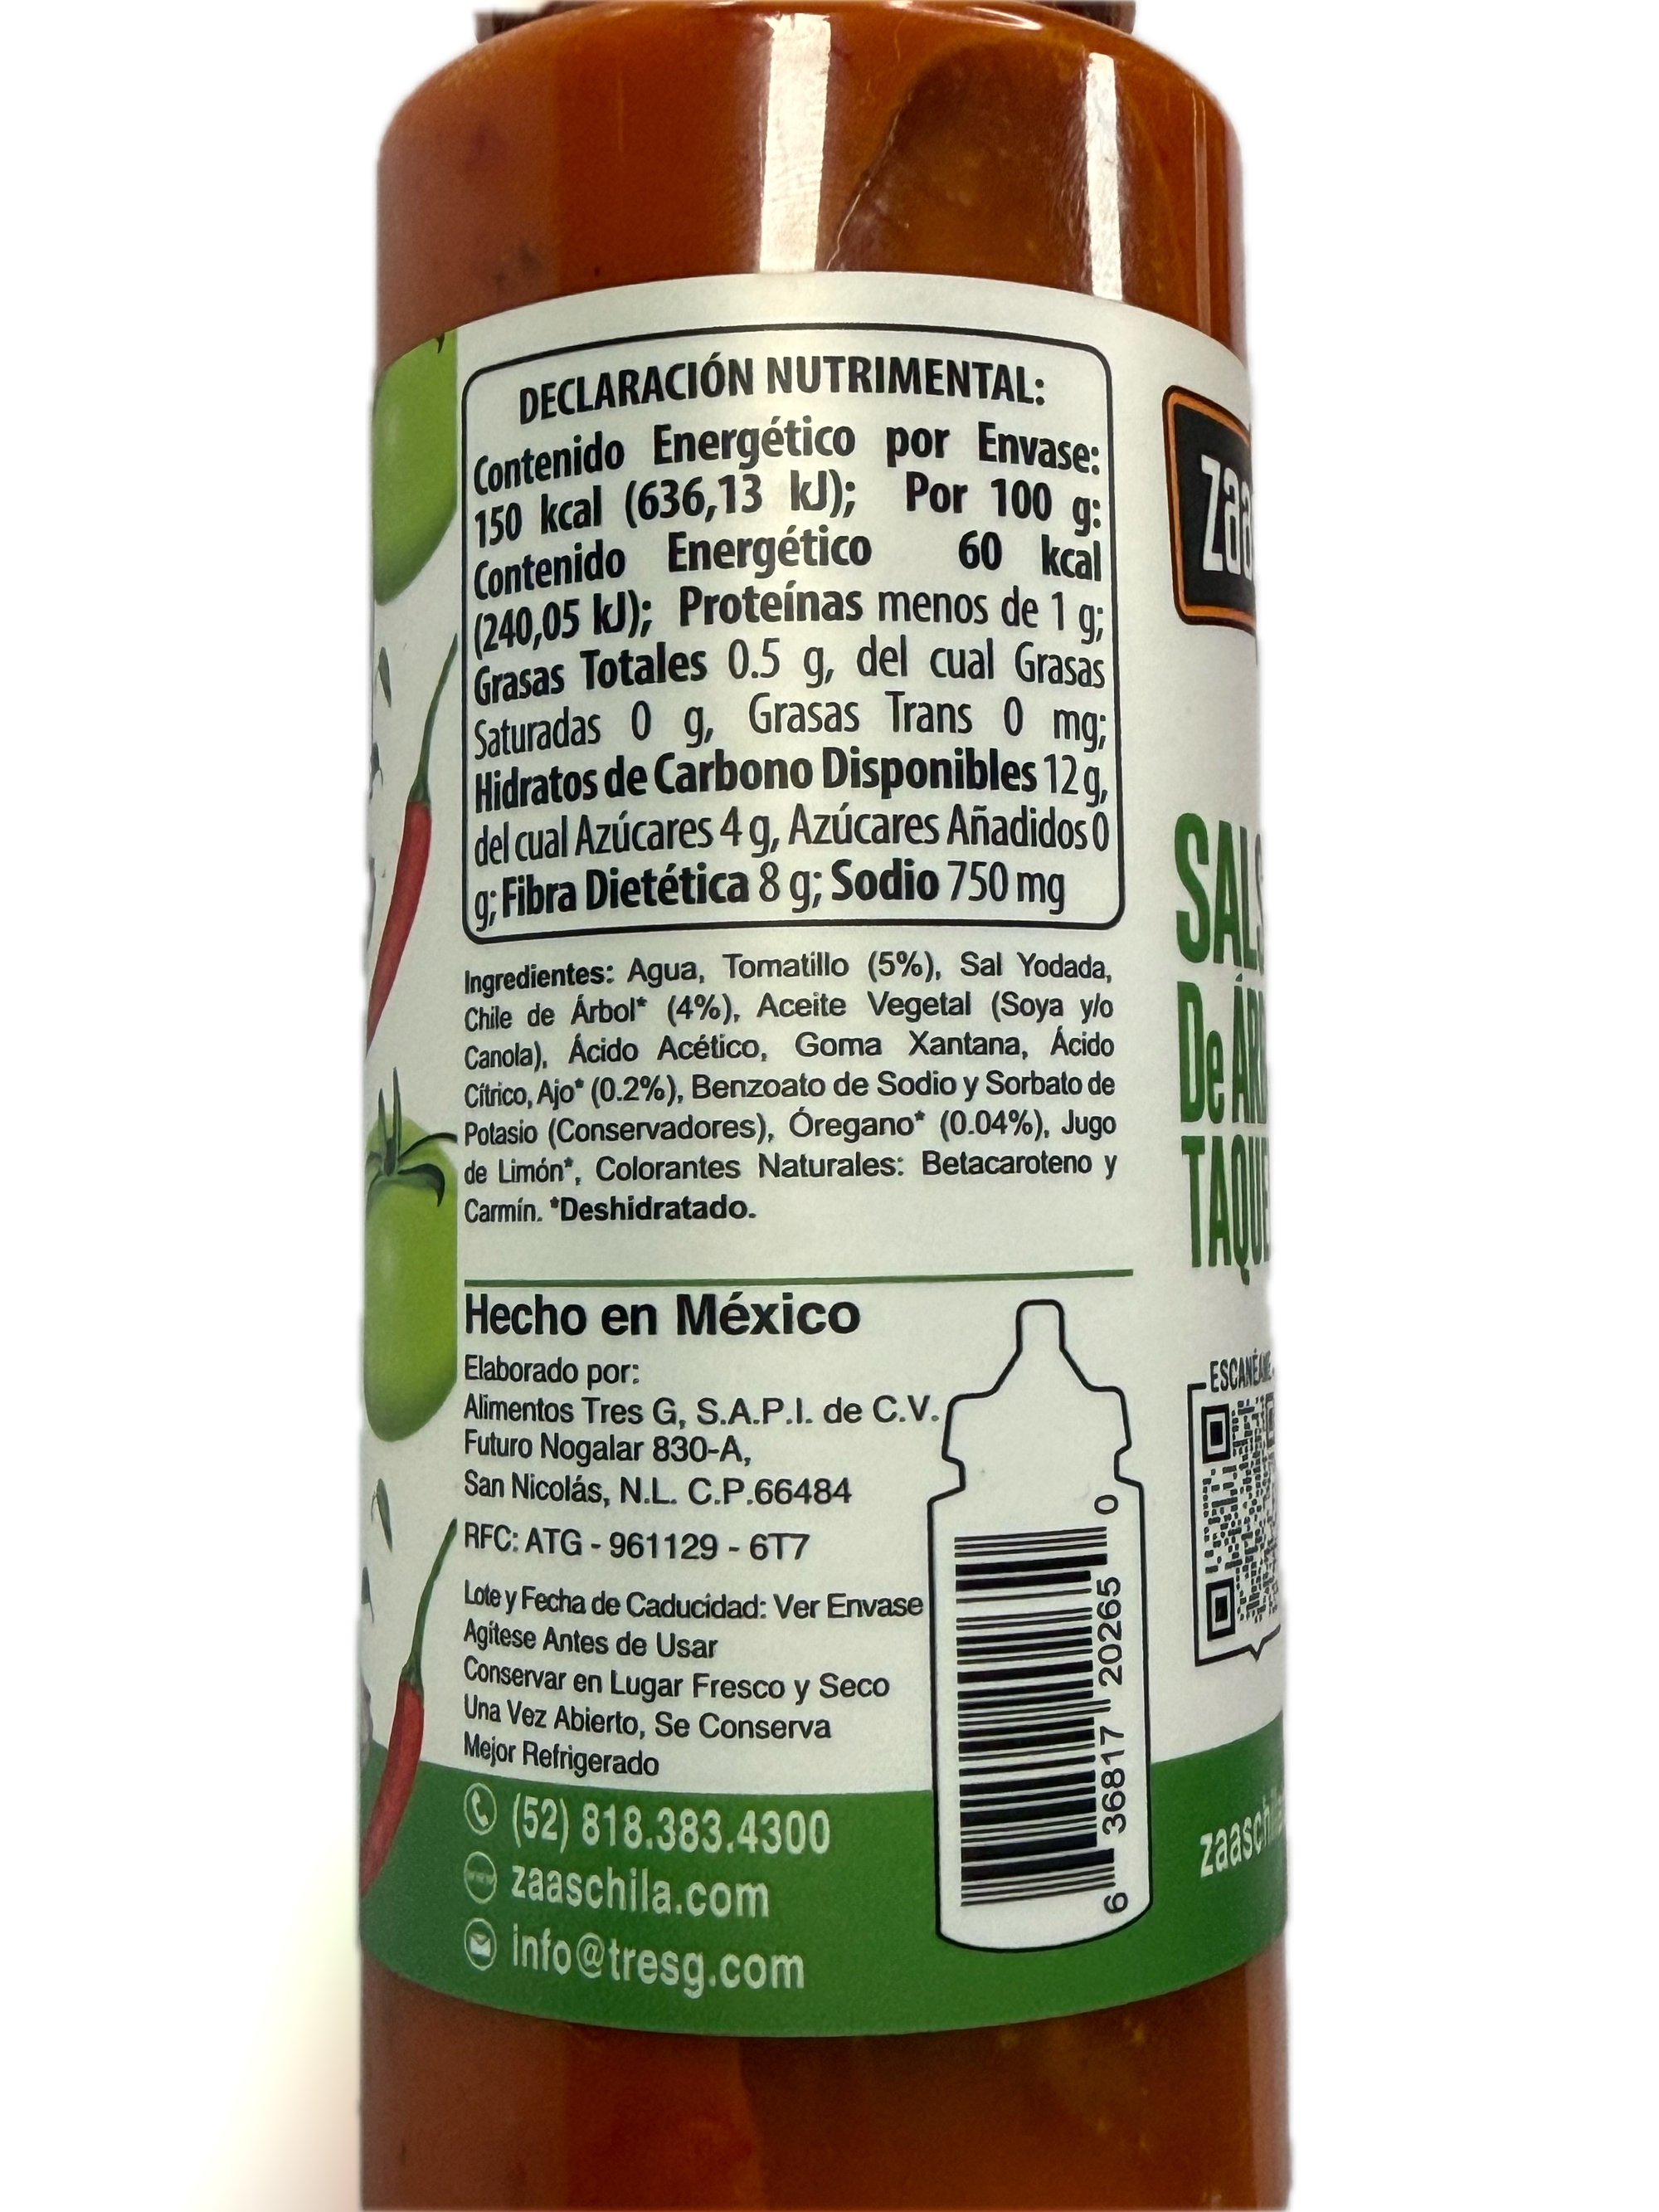 DECLARACIÓN NUTRIMENTAL:
Contenido Energético por Envase:
150 kcal (636,13 kJ); Por 100 g:
Contenido Energético 60 kcal
(240,05 kJ); Proteínas menos de 1 g;
Grasas Totales 0.5 g, del cual Grasas
Saturadas 0 g, Grasas Trans 0 mg;
Hidratos de Carbono Disponibles 12 g,
del cual Azúcares 4 g, Azúcares Añadidos 0
g; Fibra Dietética 8 g; Sodio 750 mg
Ingredientes: Agua, Tomatillo (5%), Sal Yodada,
Chile de Árbol* (4%), Aceite Vegetal (Soya y/o
Canola), Ácido Acético, Goma Xantana, Ácido
Cítrico, Ajo* (0.2%), Benzoato de Sodio y Sorbato de
Potasio (Conservadores), Óregano* (0.04%), Jugo
de Limón*, Colorantes Naturales: Betacaroteno y
Carmín. *Deshidratado.
Hecho en México
Elaborado por:
Alimentos Tres G, S.A.P.I. de C.V.
Futuro Nogalar 830-A,
San Nicolás, N.L. C.P.66484
RFC: ATG - 961129 - 6T7
Lote y Fecha de Caducidad: Ver Envase
Agítese Antes de Usar
Conservar en Lugar Fresco y Seco
Una Vez Abierto, Se Conserva
Mejor Refrigerado
(52) 818.383.4300
zaaschila.com
info@tresg.com
6 36817 20265 0
De
ESCANÉAME